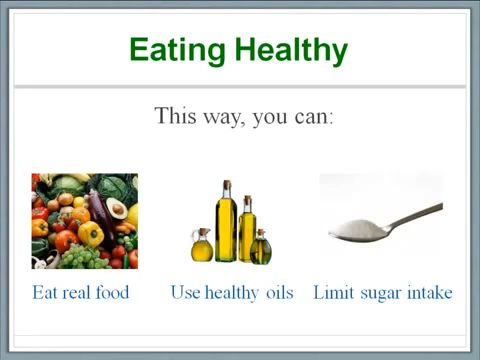 Eating Healthy
This way, you can:
Eat real food
Use healthy oils
Limit sugar intake